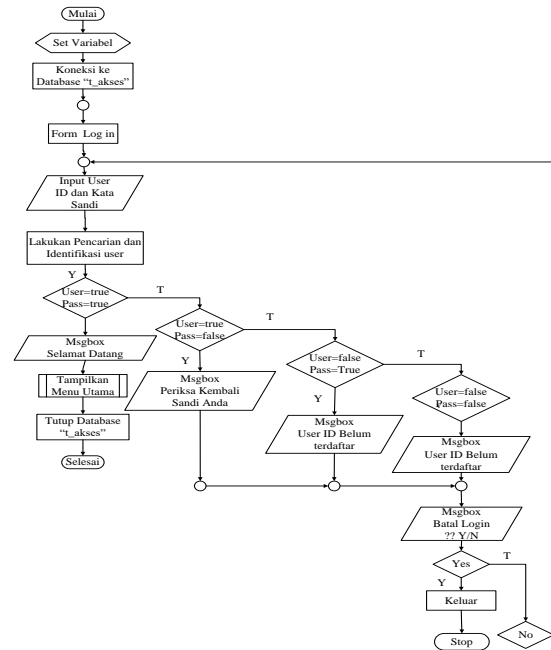 Mulai
Set Variabel
Koneksi ke
Database “t_akses”
Form Log in
Input User
ID dan Kata
Sandi
Lakukan Pencarian dan
Identifikasi user
Y
User=true
Pass=true
T
Msgbox
Selamat Datang
Tampilkan
Menu Utama
Tutup Database
“t_akses”
Selesai
User=true
Pass=false
T
Y
Msgbox
Periksa Kembali
Sandi Anda
User=false
Pass=True
T
Y
Msgbox
User ID Belum
terdaftar
User=false
Pass=false
Msgbox
User ID Belum
terdaftar
Msgbox
Batal Login
?? Y/N
Yes
T
Y
Keluar
No
Stop